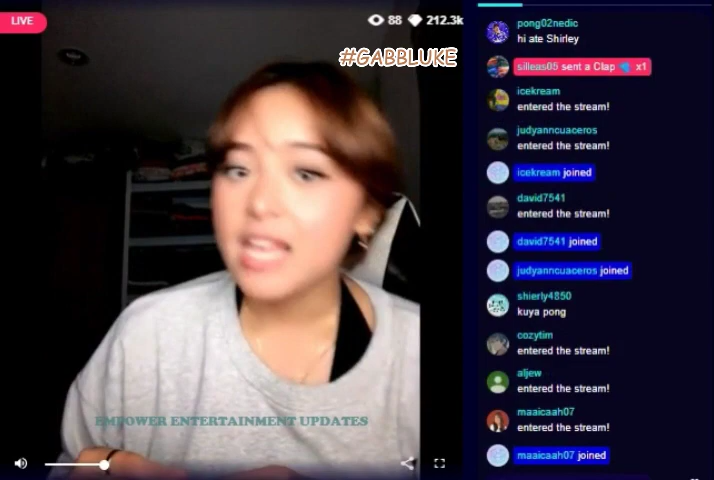 LIVE
88 212.3k
#GABBLUKE
EMPOWER ENTERTAINMENT UPDATES
pong02nedic
hi ate Shirley
silleas05 sent a Clap x1
icekream
entered the stream!
judyanncuaceros
entered the stream!
icekream joined
david7541
entered the stream!
david7541 joined
judyanncuaceros joined
shierly4850
kuya pong
cozytim
entered the stream!
aljew
entered the stream!
maaicaah07
entered the stream!
maaicaah07 joined